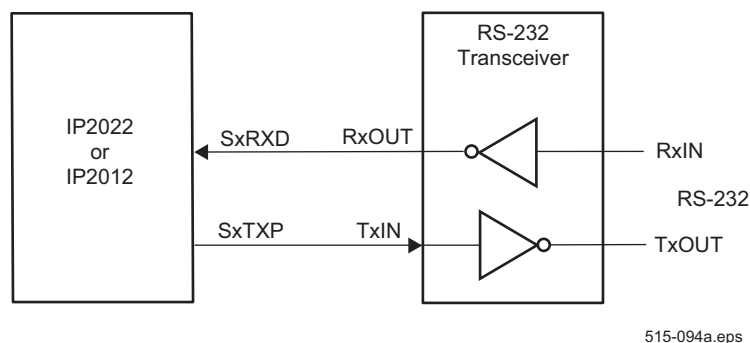 RS-232
Transceiver
IP2022
or
IP2012
SxRXD
RxOUT
RxIN
RS-232
SxTXP
TxIN
TxOUT
515-094a.eps